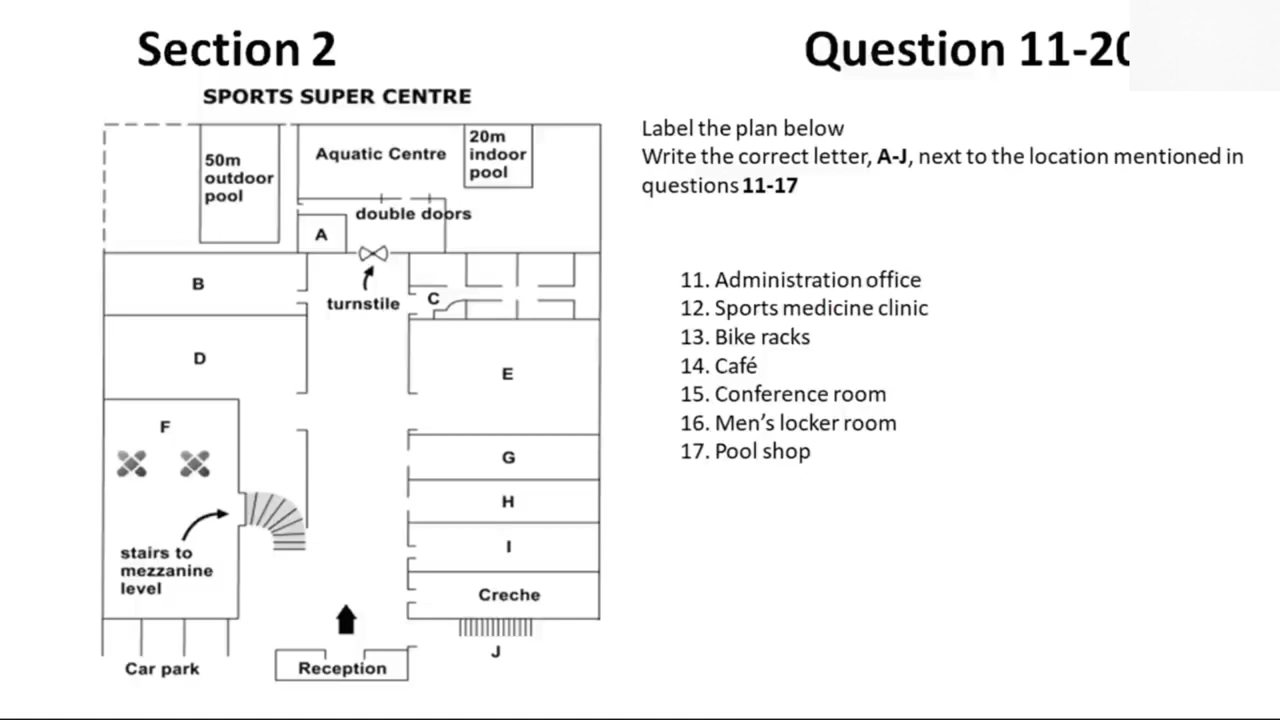 Section 2
Question 11-20
SPORTS SUPER CENTRE
50m
outdoor
pool
Aquatic Centre
20m
indoor
pool
double doors
A
B
turnstile
C
D
E
F
G
H
I
stairs to
mezzanine
level
Creche
J
Car park
Reception
Label the plan below
Write the correct letter, A-J, next to the location mentioned in
questions 11-17
11. Administration office
12. Sports medicine clinic
13. Bike racks
14. Café
15. Conference room
16. Men's locker room
17. Pool shop